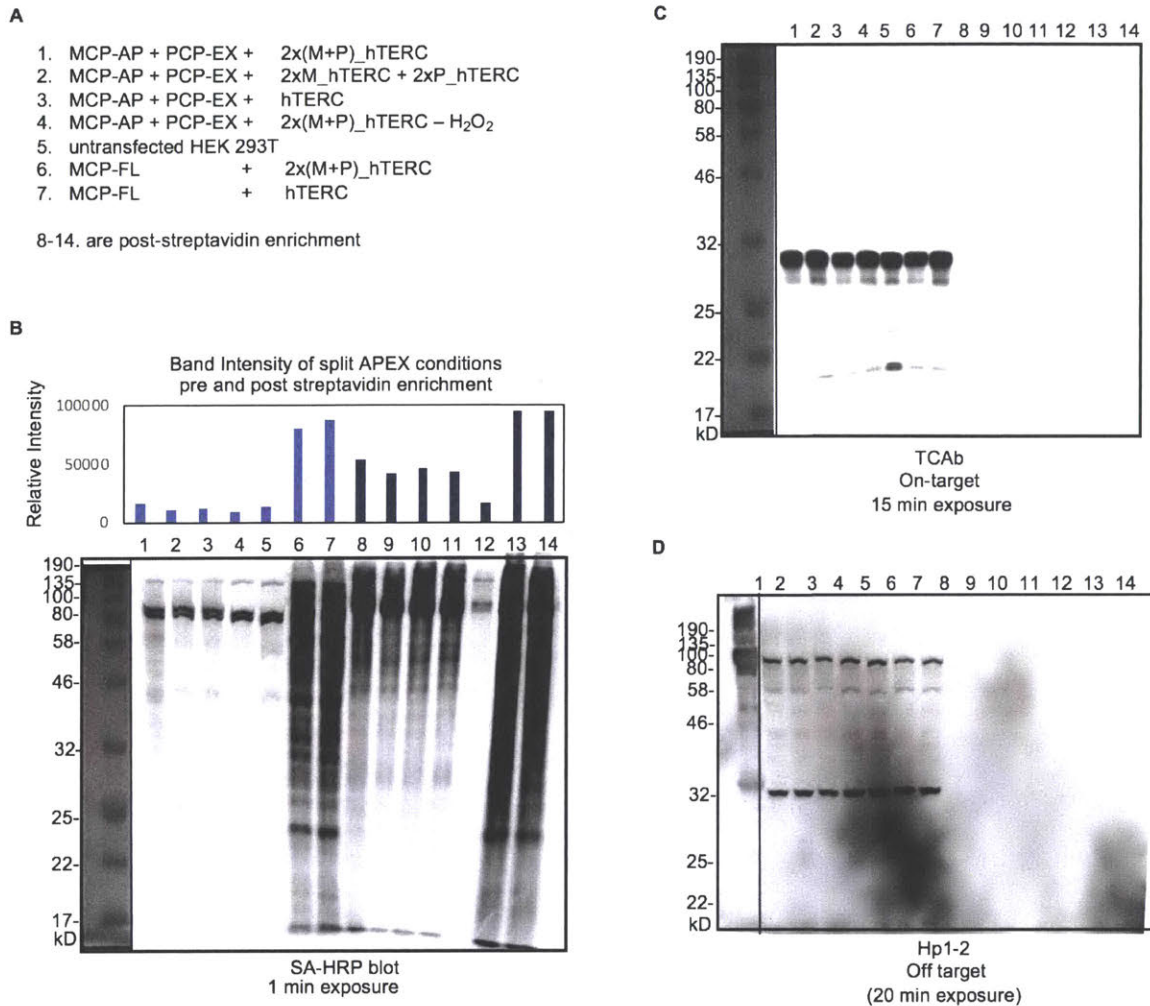 A
1. MCP-AP + PCP-EX + 2x(M+P)_hTERC
2. MCP-AP + PCP-EX + 2xM_hTERC + 2xP_hTERC
3. MCP-AP + PCP-EX + hTERC
4. MCP-AP + PCP-EX + 2x(M+P)_hTERC – H₂O₂
5. untransfected HEK 293T
6. MCP-FL + 2x(M+P)_hTERC
7. MCP-FL + hTERC
8-14. are post-streptavidin enrichment
B
Band Intensity of split APEX conditions
pre and post streptavidin enrichment
Relative Intensity
100000
50000
0
1 2 3 4 5 6 7 8 9 10 11 12 13 14
190-
135-
100-
80-
58-
46-
32-
25-
22-
17-
kD
SA-HRP blot
1 min exposure
C
1 2 3 4 5 6 7 8 9 10 11 12 13 14
190-
135-
100-
80-
58-
46-
32-
25-
22-
17-
kD
TCAb
On-target
15 min exposure
D
1 2 3 4 5 6 7 8 9 10 11 12 13 14
190-
135-
100-
80-
58-
46-
32-
25-
22-
kD
Hp1-2
Off target
(20 min exposure)